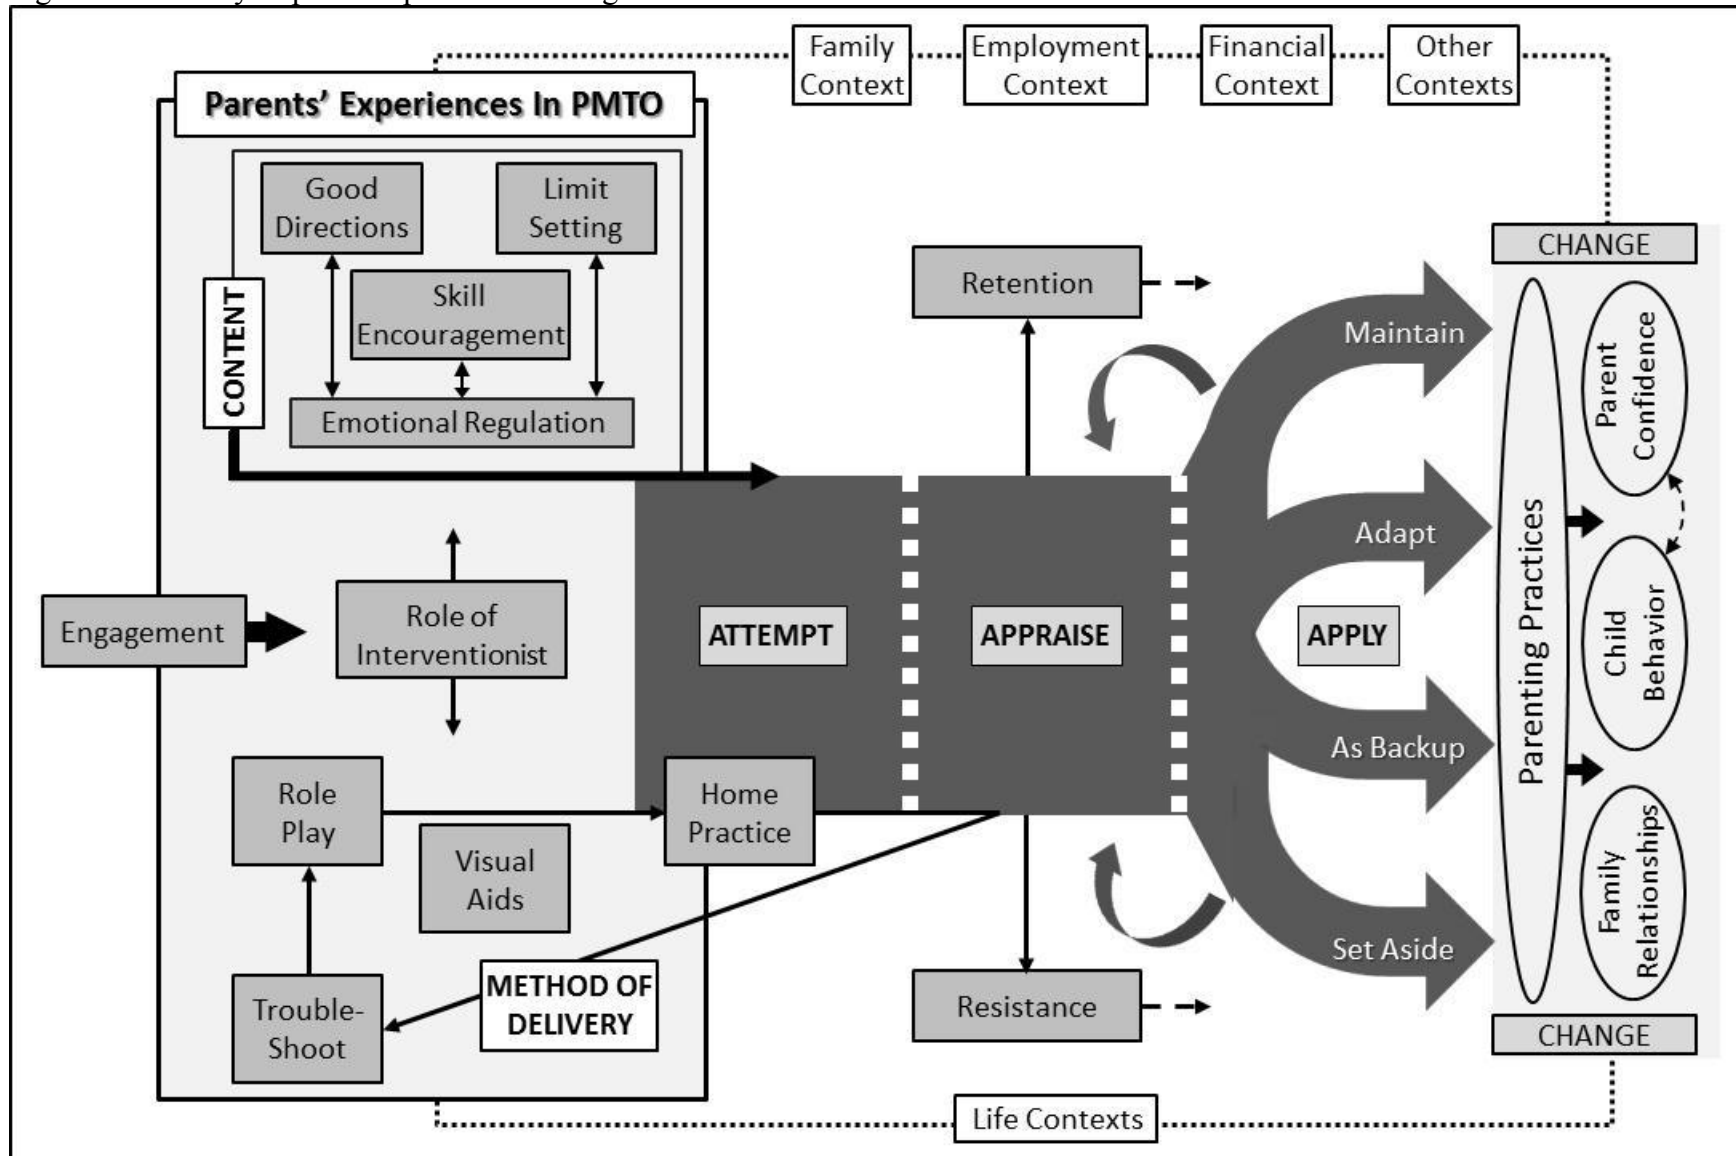 Family
Context
Employment
Context
Financial
Context
Other
Contexts
Parents' Experiences In PMTO
Good
Directions
Limit
Setting
Skill
Encouragement
Emotional Regulation
CONTENT
Engagement
Role of
Interventionist
Role
Play
Visual
Aids
Home
Practice
Trouble-
Shoot
METHOD OF
DELIVERY
ATTEMPT
APPRAISE
APPLY
Retention
Resistance
Maintain
Adapt
As Backup
Set Aside
CHANGE
Parenting Practices
Parent
Confidence
Child
Behavior
Family
Relationships
CHANGE
Life Contexts